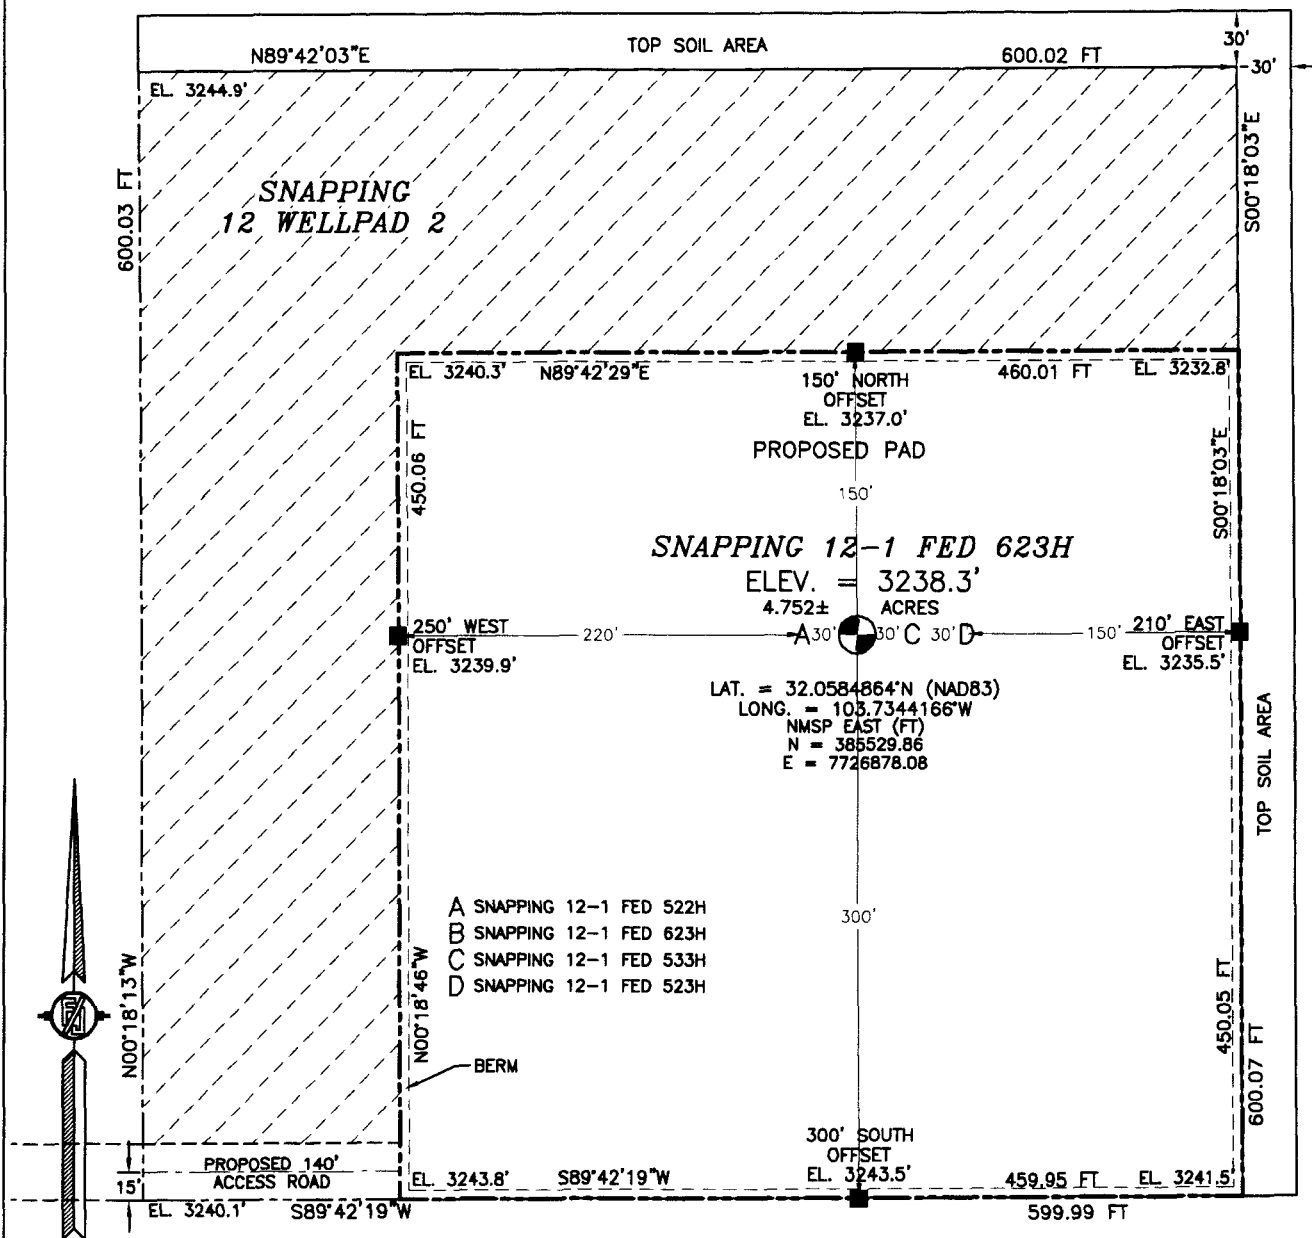 TOP SOIL AREA
30'
N89°42'03"E
600.02 FT
30'
EL. 3244.9'
S00°18'03"E
600.03 FT
SNAPPING
12 WELLPAD 2
EL. 3240.3'
N89°42'29"E
460.01 FT
EL. 3232.8'
150' NORTH
OFFSET
EL. 3237.0'
450.06 FT
S00°18'03"E
PROPOSED PAD
150'
SNAPPING 12-1 FED 623H
ELEV. = 3238.3'
4.752± ACRES
250' WEST
OFFSET
EL. 3239.9'
220'
A 30' 30' C 30' D
150'
210' EAST
OFFSET
EL. 3235.5'
LAT. = 32.0584864°N (NAD83)
LONG. = 103.7344166°W
NMSP EAST (FT)
N = 385529.86
E = 7726878.08
TOP SOIL AREA
300'
A SNAPPING 12-1 FED 522H
B SNAPPING 12-1 FED 623H
C SNAPPING 12-1 FED 533H
D SNAPPING 12-1 FED 523H
N00°18'13"W
N00°18'46"W
450.05 FT
600.07 FT
BERM
PROPOSED 140'
ACCESS ROAD
15'
300' SOUTH
OFFSET
EL. 3243.5'
EL. 3243.8'
S89°42'19"W
459.95 FT
EL. 3241.5'
EL. 3240.1'
S89°42'19"W
599.99 FT